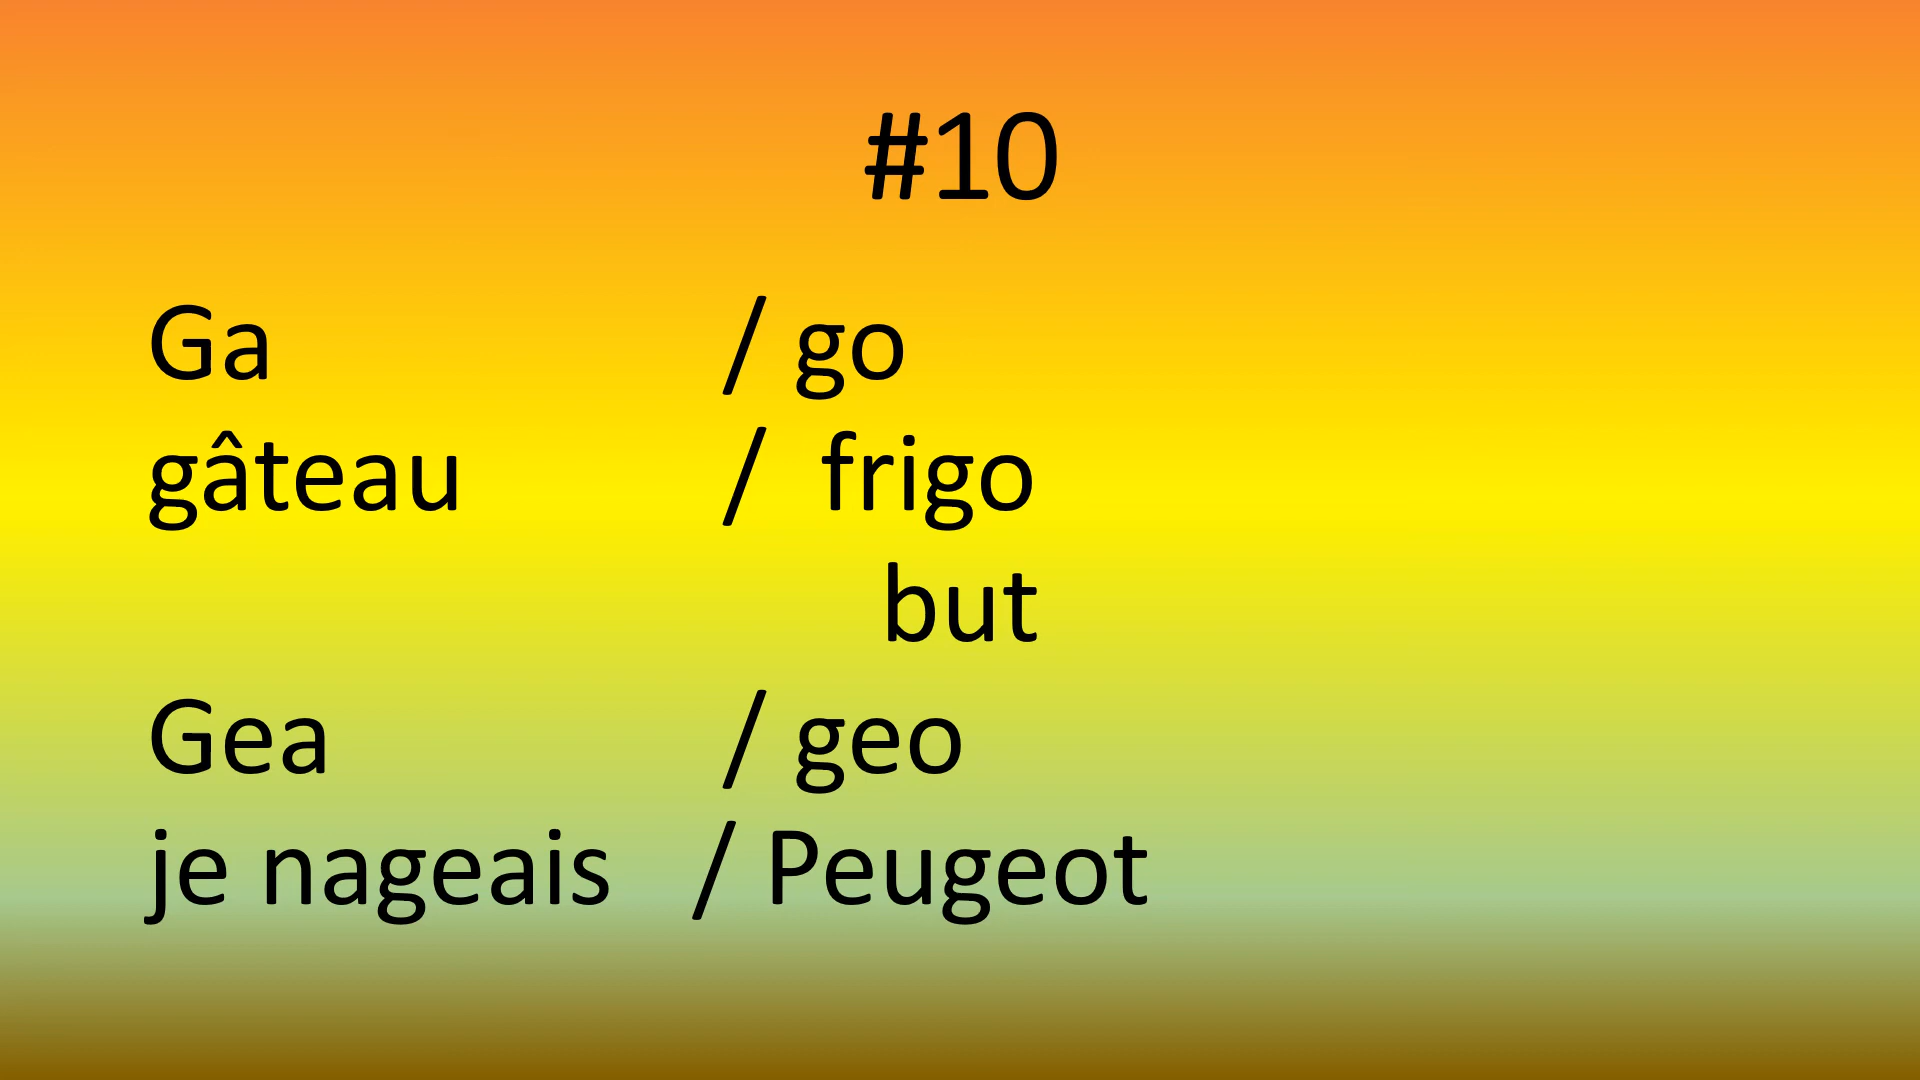 #10
Ga / go
gâteau / frigo
but
Gea / geo
je nageais / Peugeot